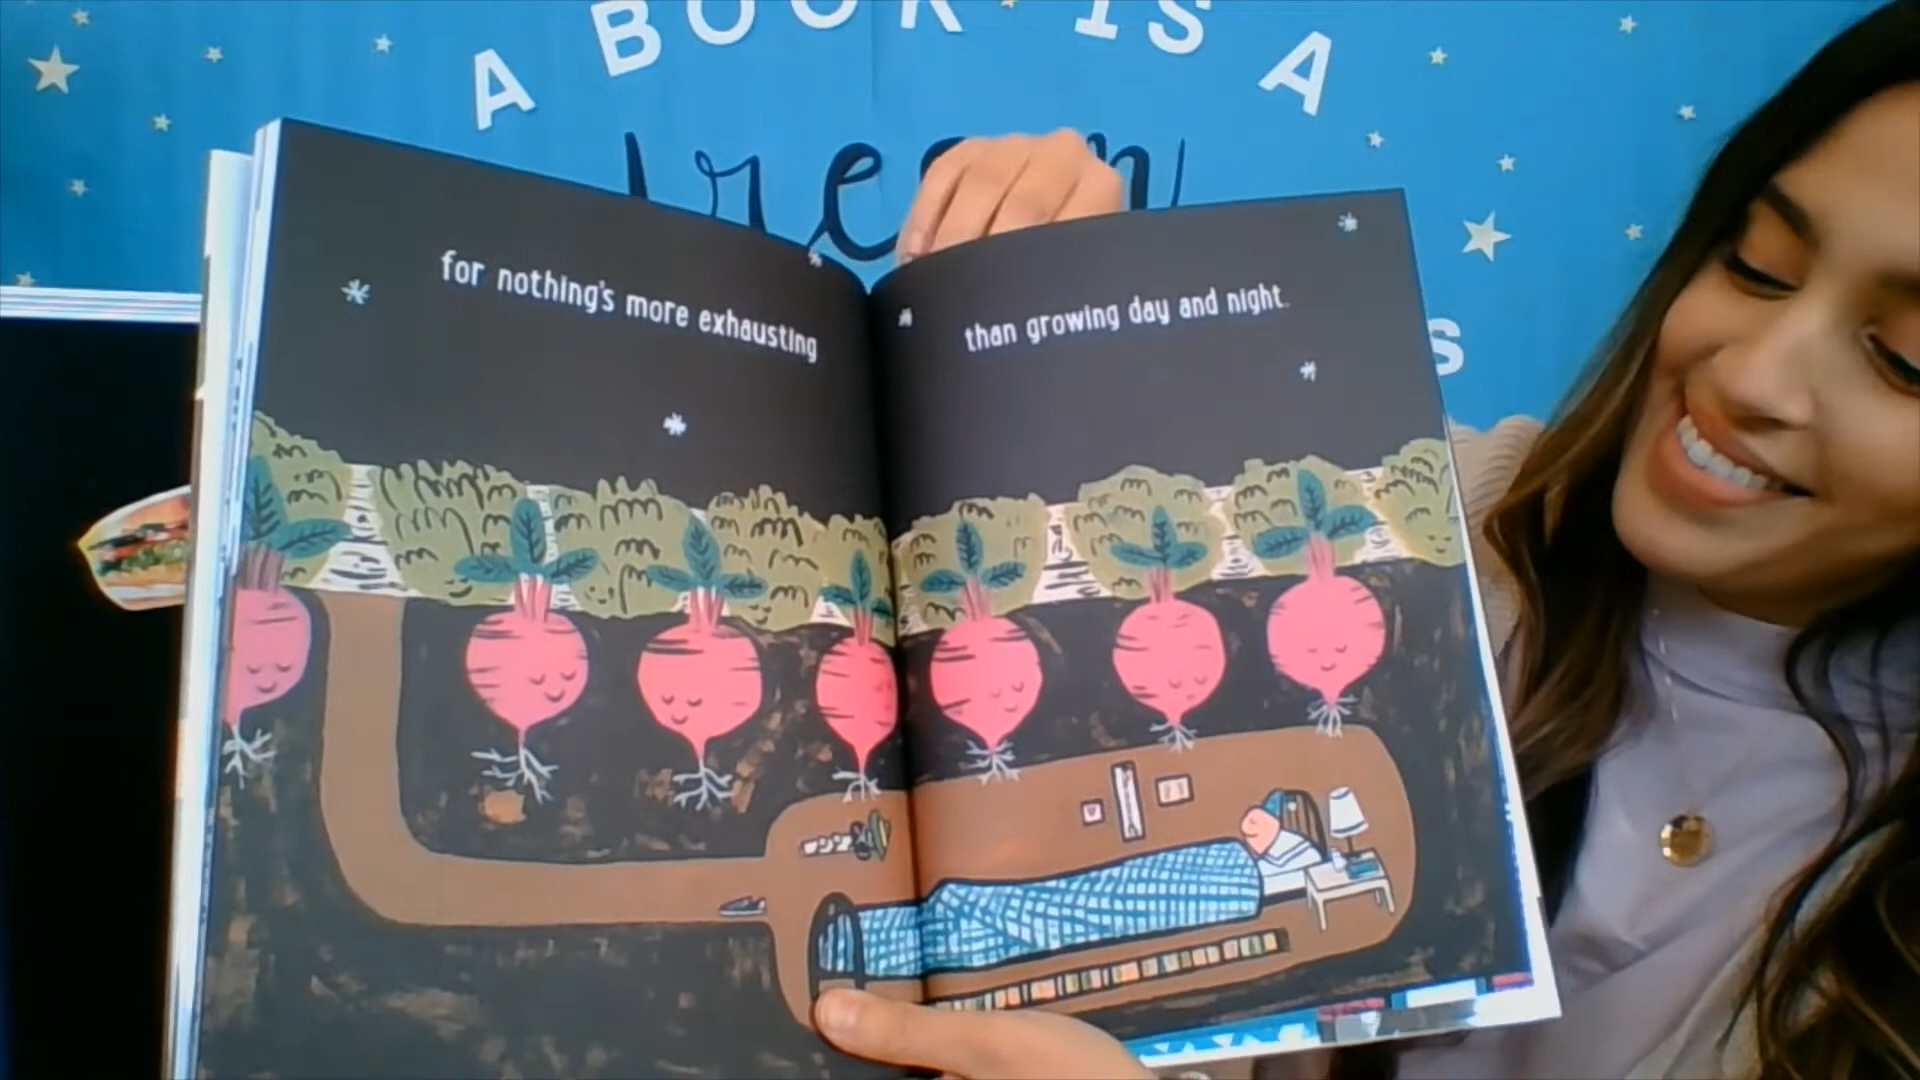 A BOOK IS A
for nothing's more exhausting
than growing day and night.